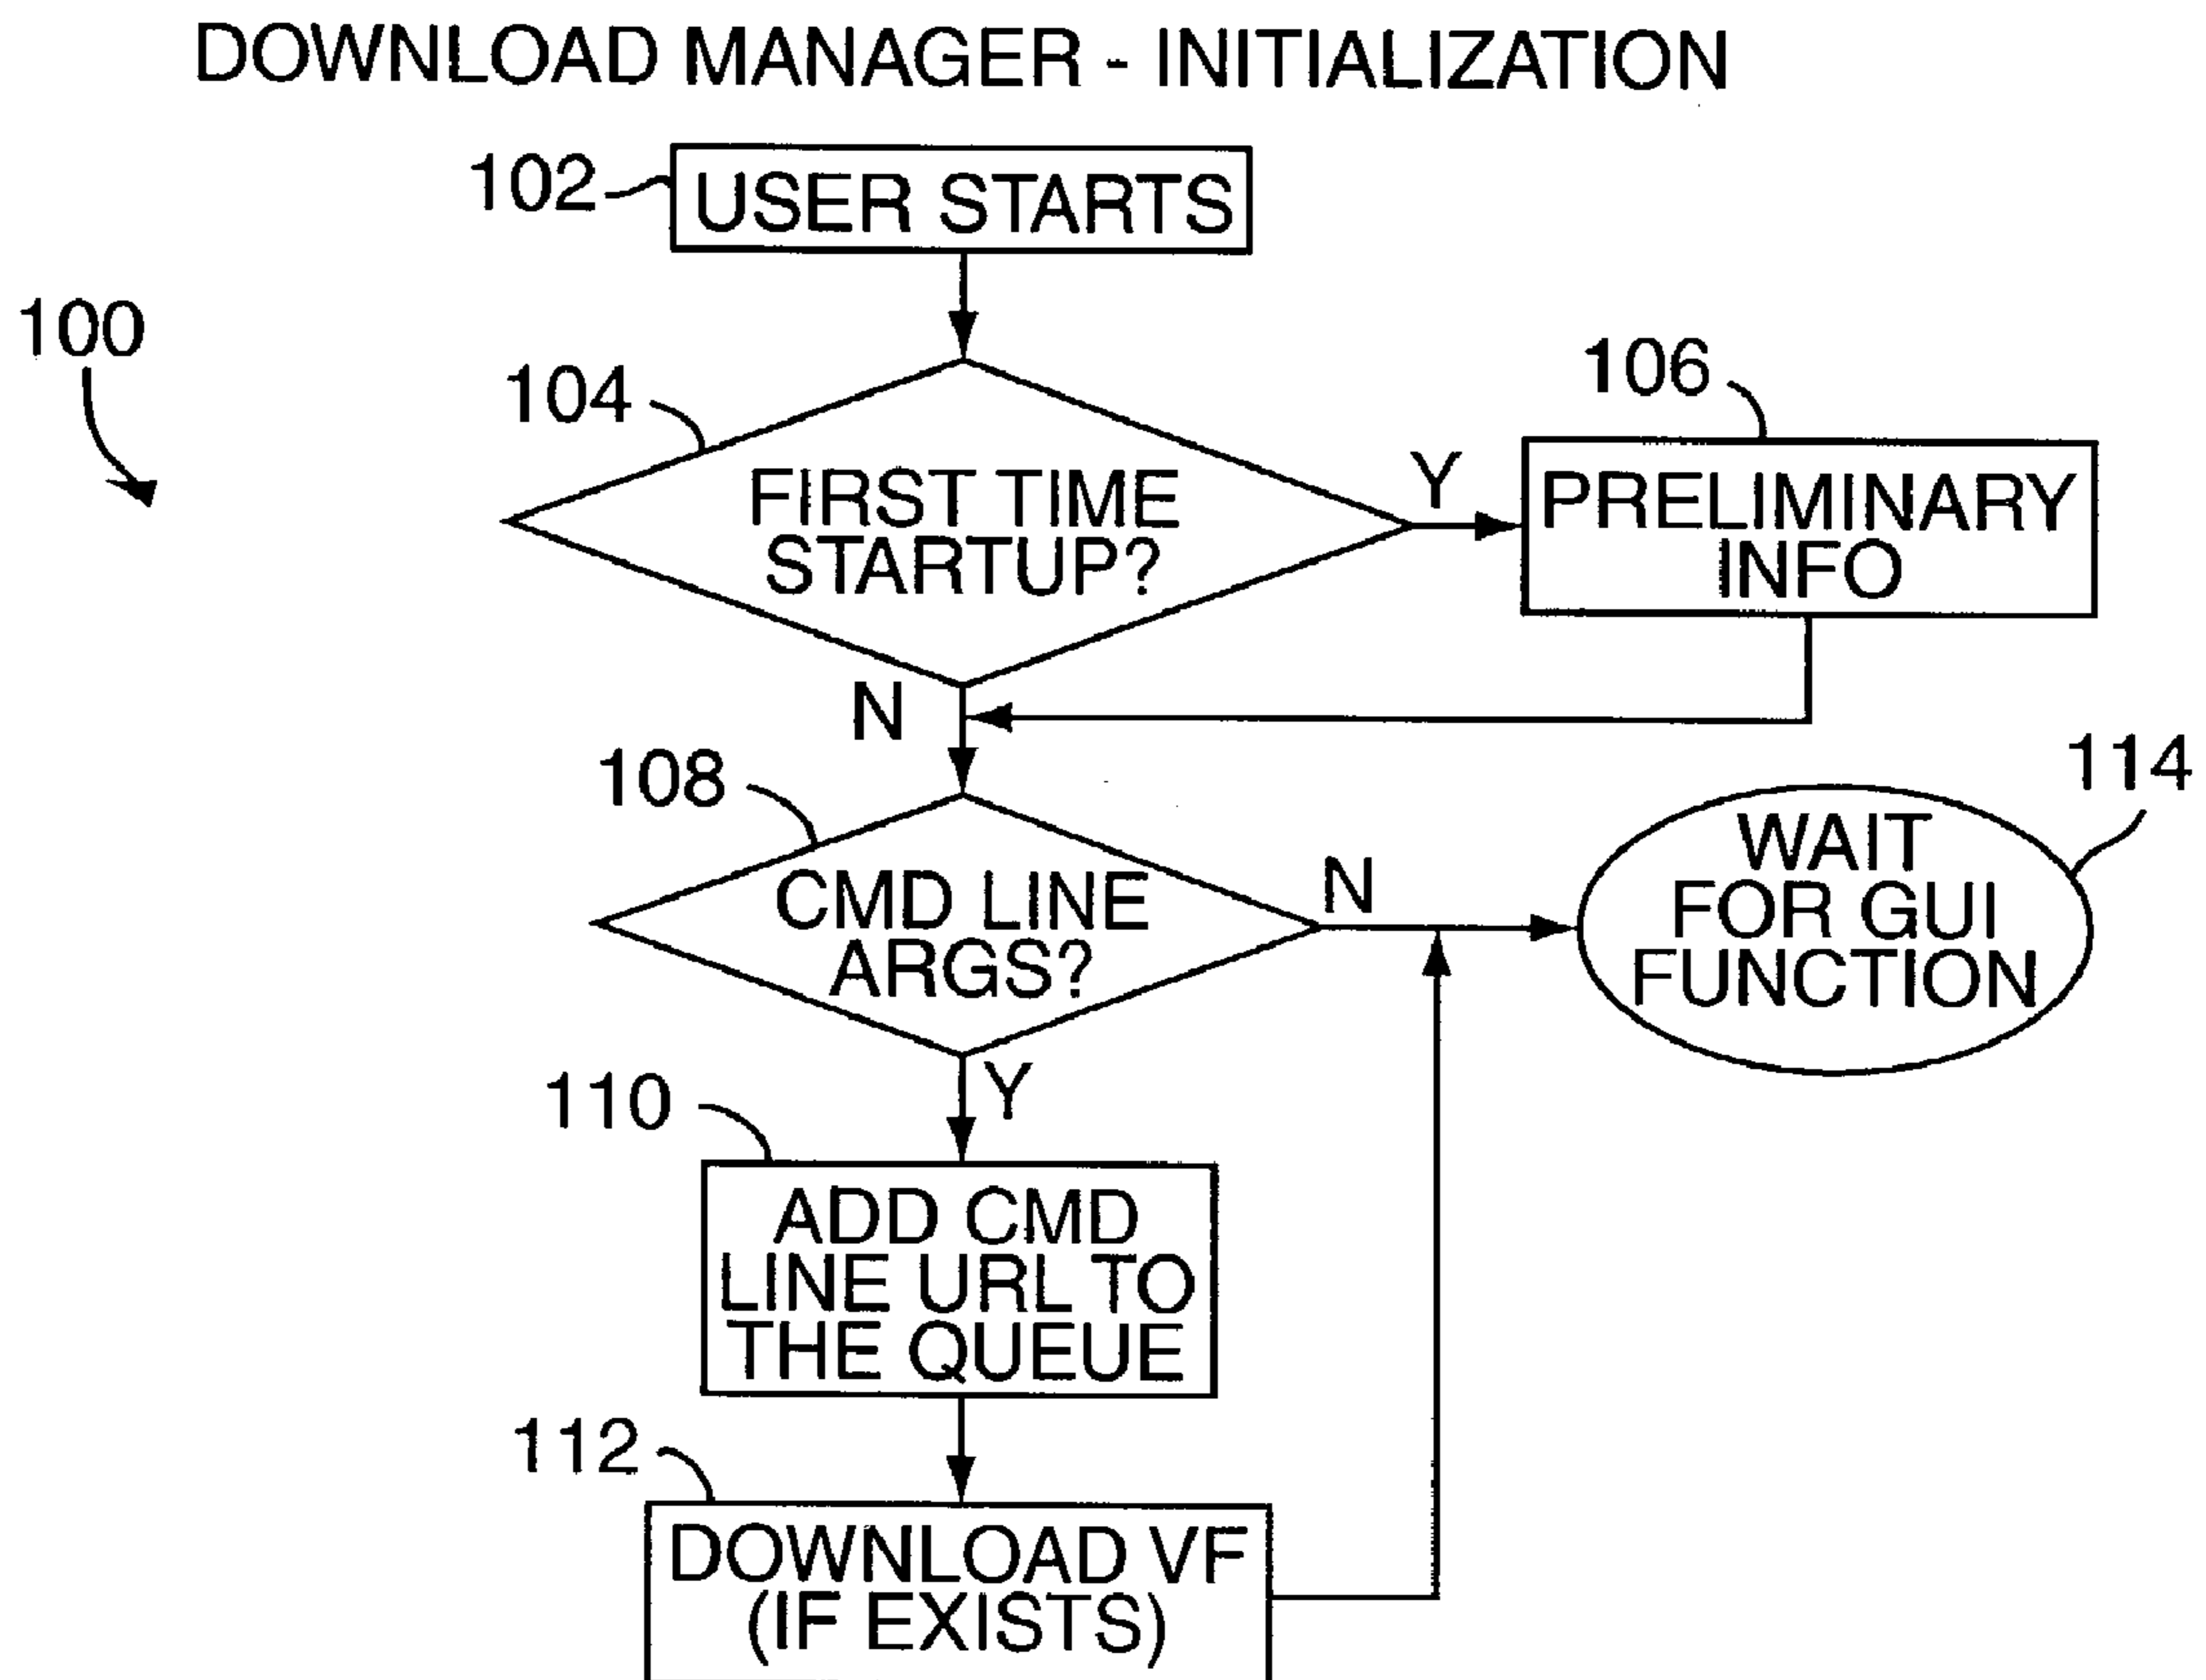 DOWNLOAD MANAGER - INITIALIZATION
102
USER STARTS
100
104
FIRST TIME
STARTUP?
Y
106
PRELIMINARY
INFO
N
108
CMD LINE
ARGS?
N
114
WAIT
FOR GUI
FUNCTION
Y
110
ADD CMD
LINE URL TO
THE QUEUE
112
DOWNLOAD VF
(IF EXISTS)